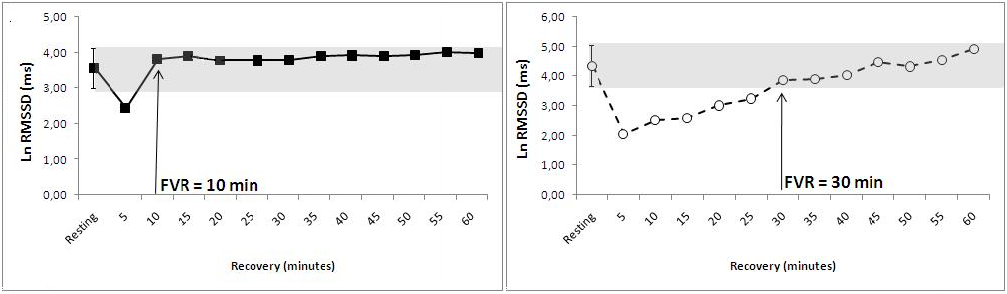 5,00
4,00
3,00
2,00
1,00
0,00
Ln RMSSD (ms)
FVR = 10 min
Resting 5 10 15 20 25 30 35 40 45 50 55 60
Recovery (minutes)
6,00
5,00
4,00
3,00
2,00
1,00
0,00
Ln RMSSD (ms)
FVR = 30 min
Resting 5 10 15 20 25 30 35 40 45 50 55 60
Recovery (minutes)